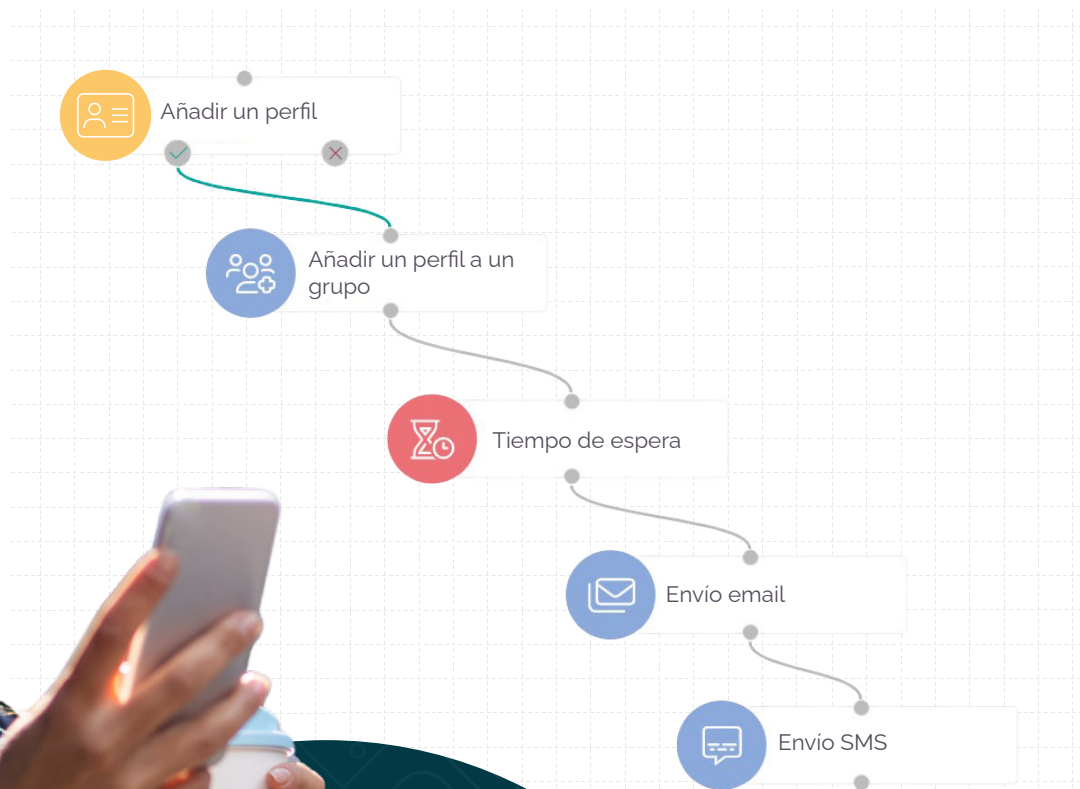 Añadir un perfil
Añadir un perfil a un
grupo
Tiempo de espera
Envío email
Envío SMS